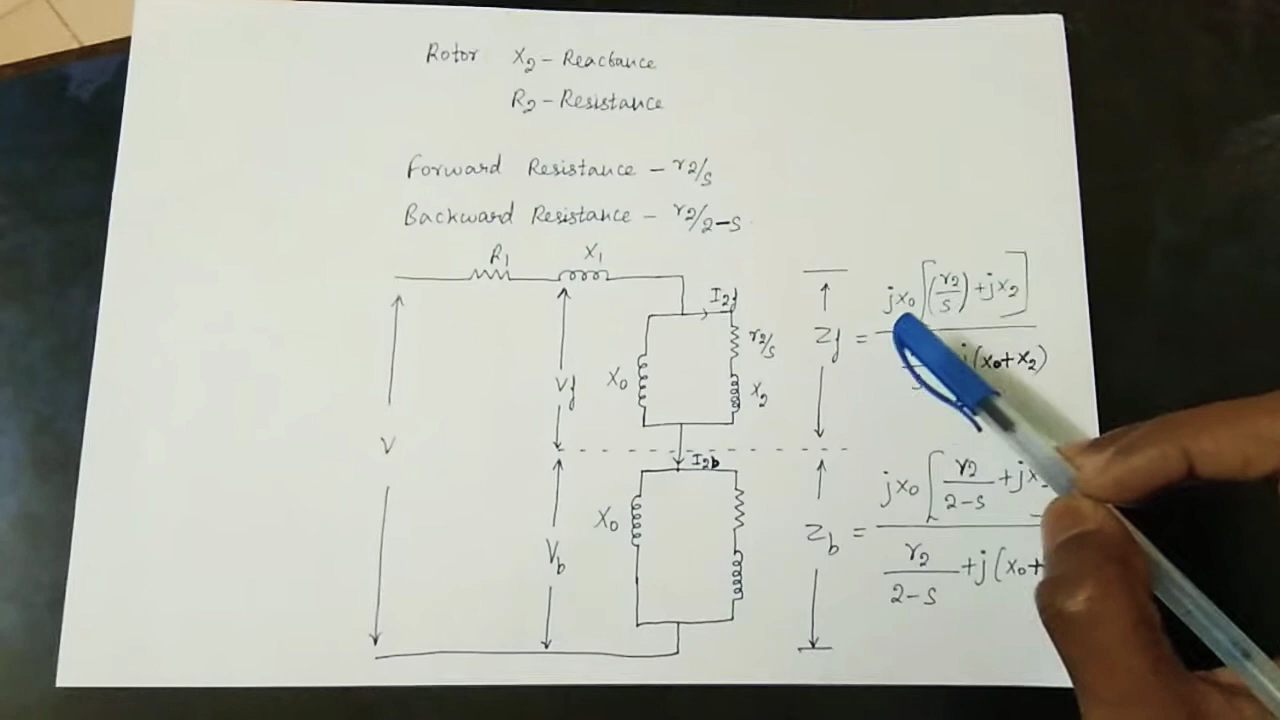 Rotor X2 - Reactance
R2 - Resistance
Forward Resistance - r2/s
Backward Resistance - r2/2-s
R1 X1
I2f
r2/s
X0
X2
Vf
V
I2b
X0
Vb
Zf = jx0[(r2/s)+jx2]
j(x0+x2)
Zb = jx0[r2/2-s +jx
r2/2-s +j(x0+